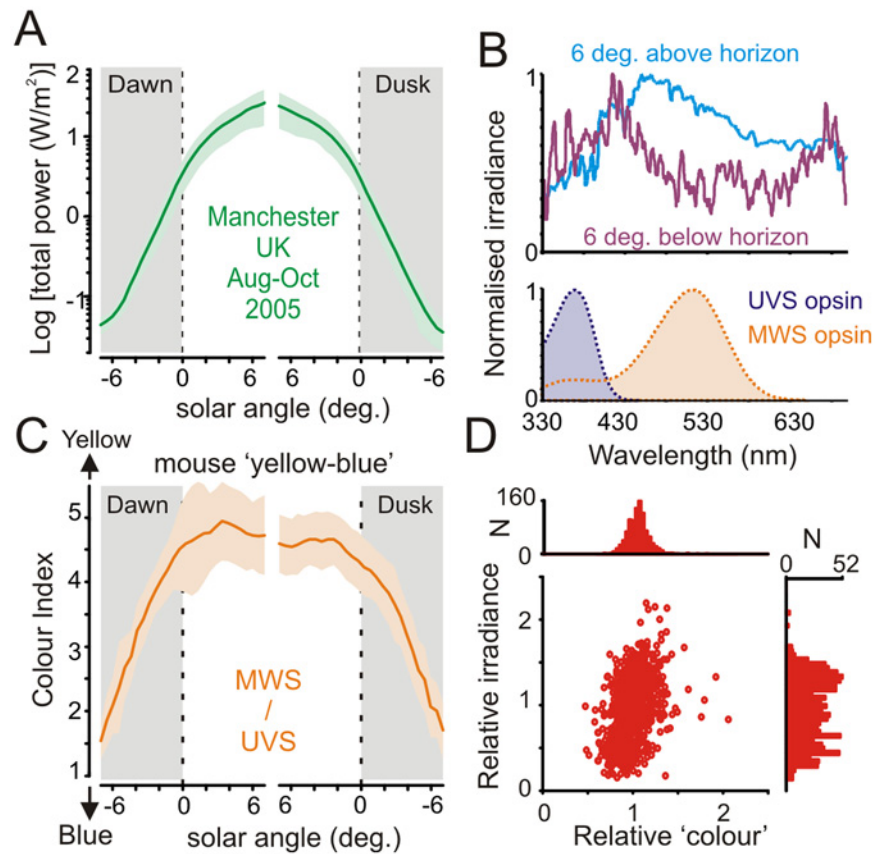 A
Log [total power (W/m²)]
2
1
0
-1
Dawn
Dusk
Manchester
UK
Aug-Oct
2005
-6 0 6 6 0 -6
solar angle (deg.)
B
6 deg. above horizon
Normalised irradiance
1
0
6 deg. below horizon
1
0
UVS opsin
MWS opsin
330 430 530 630
Wavelength (nm)
C
Yellow
mouse 'yellow-blue'
Dawn
Dusk
Colour Index
5
4
3
2
1
MWS
/
UVS
Blue
-6 0 6 6 0 -6
solar angle (deg.)
D
160
N
0
N
0 52
Relative irradiance
2
1
0
0 1 2
Relative 'colour'